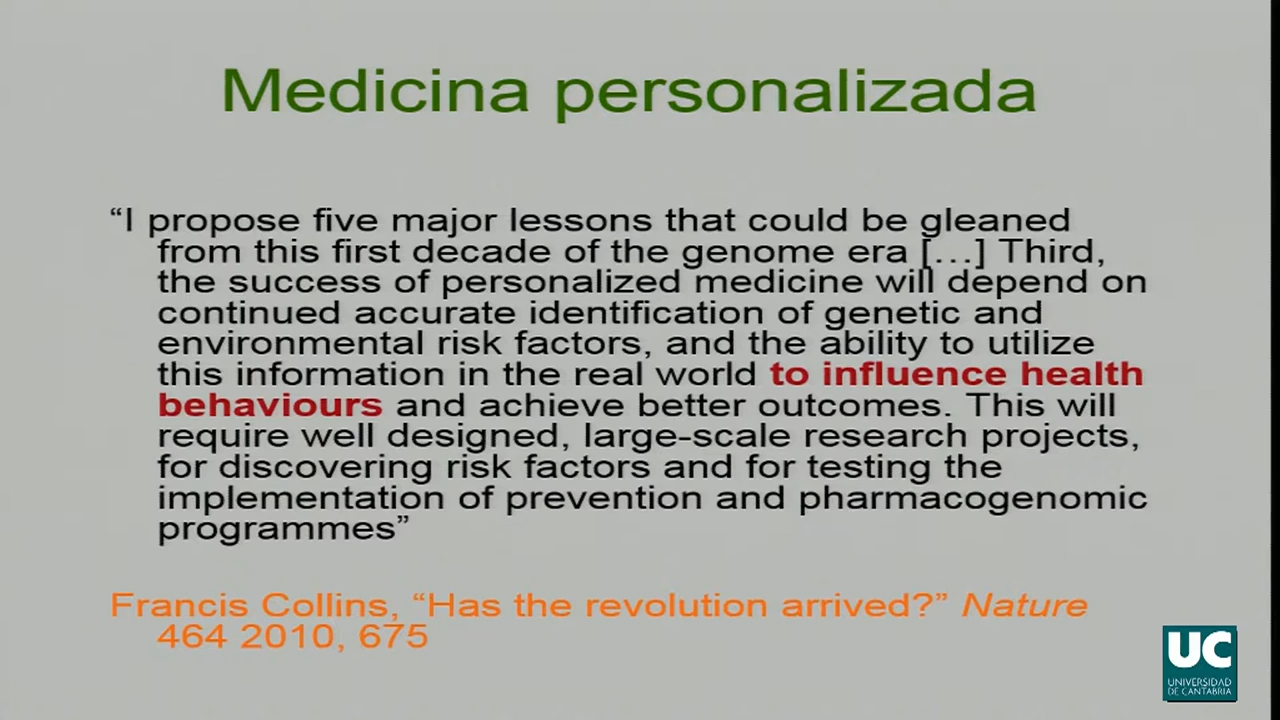 Medicina personalizada
“I propose five major lessons that could be gleaned
from this first decade of the genome era […] Third,
the success of personalized medicine will depend on
continued accurate identification of genetic and
environmental risk factors, and the ability to utilize
this information in the real world to influence health
behaviours and achieve better outcomes. This will
require well designed, large-scale research projects,
for discovering risk factors and for testing the
implementation of prevention and pharmacogenomic
programmes”
Francis Collins, “Has the revolution arrived?” Nature
464 2010, 675
UC
UNIVERSIDAD
DE CANTABRIA